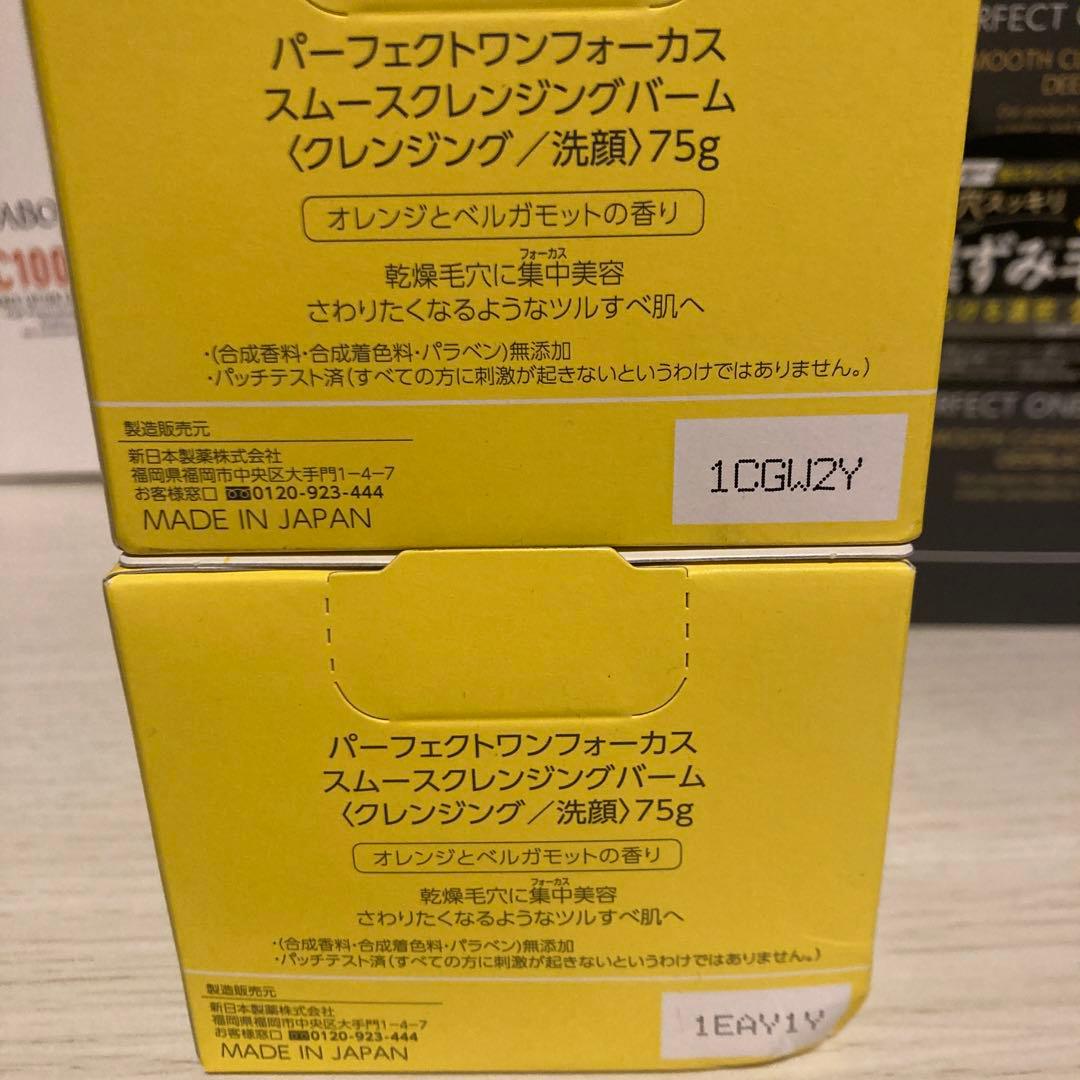 パーフェクトワンフォーカス
スムースクレンジングバーム
〈クレンジング／洗顔〉75g
オレンジとベルガモットの香り
フォーカス
乾燥毛穴に集中美容
さわりたくなるようなツルすべ肌へ
・(合成香料・合成着色料・パラベン)無添加
・パッチテスト済(すべての方に刺激が起きないというわけではありません。)
製造販売元
新日本製薬株式会社
福岡県福岡市中央区大手門1-4-7
お客様窓口 0120-923-444
MADE IN JAPAN
1CGW2Y
パーフェクトワンフォーカス
スムースクレンジングバーム
〈クレンジング／洗顔〉75g
オレンジとベルガモットの香り
フォーカス
乾燥毛穴に集中美容
さわりたくなるようなツルすべ肌へ
・(合成香料・合成着色料・パラベン)無添加
・パッチテスト済(すべての方に刺激が起きないというわけではありません。)
製造販売元
新日本製薬株式会社
福岡県福岡市中央区大手門1-4-7
お客様窓口 0120-923-444
MADE IN JAPAN
1EAY1Y
C100
RFECT
MOOTH
穴スッキリ
ずみ毛
RFECT ONE